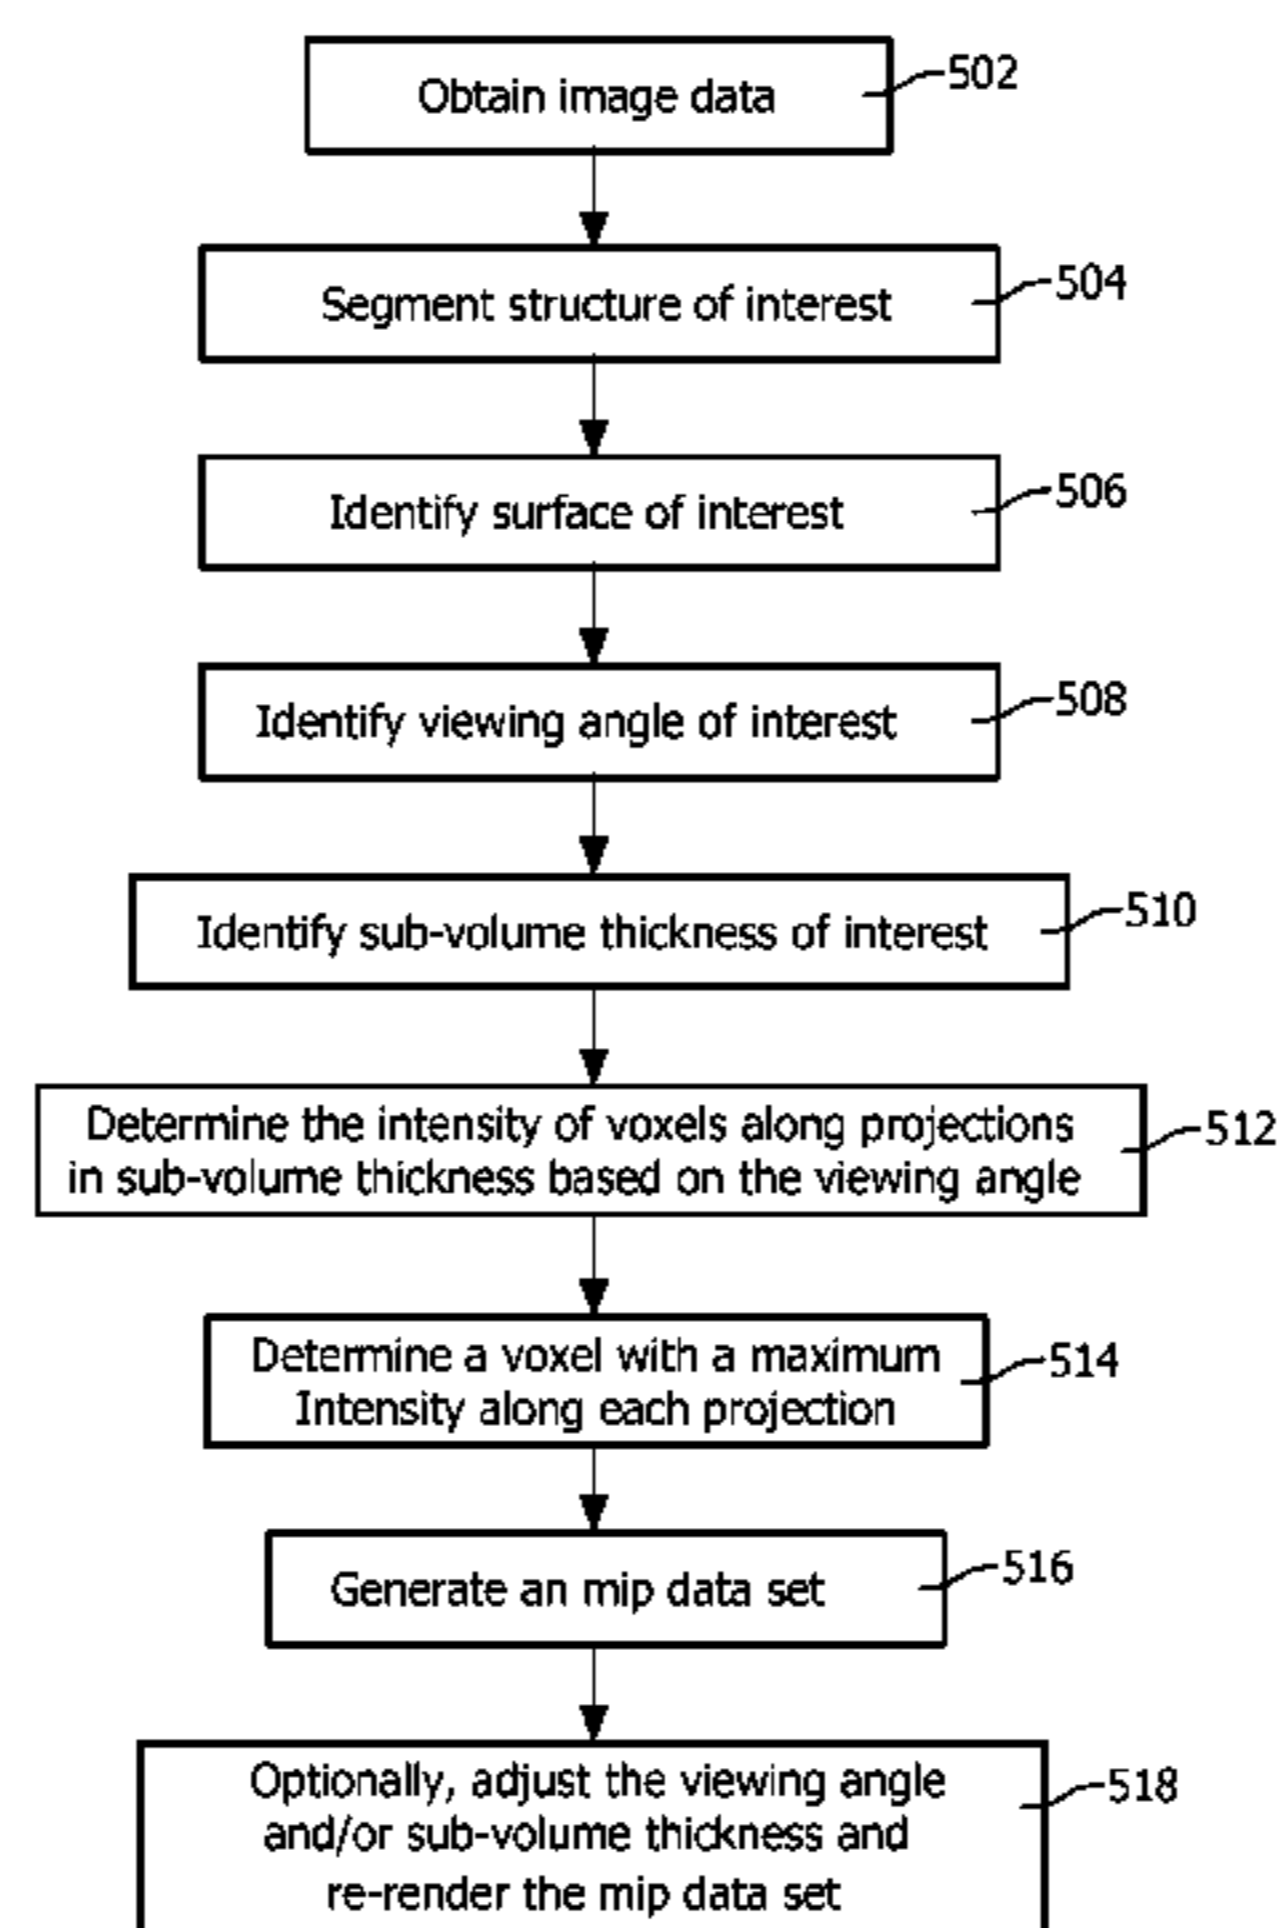 Obtain image data
502
Segment structure of interest
504
Identify surface of interest
506
Identify viewing angle of interest
508
Identify sub-volume thickness of interest
510
Determine the intensity of voxels along projections
in sub-volume thickness based on the viewing angle
512
Determine a voxel with a maximum
Intensity along each projection
514
Generate an mip data set
516
Optionally, adjust the viewing angle
and/or sub-volume thickness and
re-render the mip data set
518